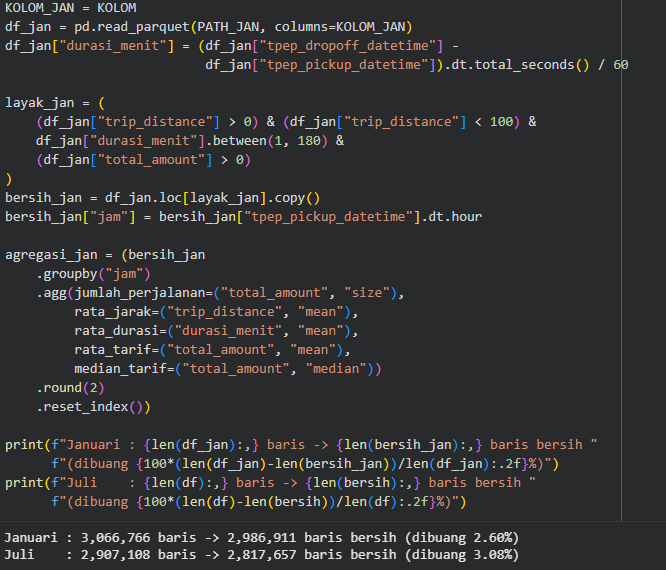 KOLOM_JAN = KOLOM
df_jan = pd.read_parquet(PATH_JAN, columns=KOLOM_JAN)
df_jan["durasi_menit"] = (df_jan["tpep_dropoff_datetime"] -
                          df_jan["tpep_pickup_datetime"]).dt.total_seconds() / 60

layak_jan = (
    (df_jan["trip_distance"] > 0) & (df_jan["trip_distance"] < 100) &
    df_jan["durasi_menit"].between(1, 180) &
    (df_jan["total_amount"] > 0)
)
bersih_jan = df_jan.loc[layak_jan].copy()
bersih_jan["jam"] = bersih_jan["tpep_pickup_datetime"].dt.hour

agregasi_jan = (bersih_jan
    .groupby("jam")
    .agg(jumlah_perjalanan=("total_amount", "size"),
         rata_jarak=("trip_distance", "mean"),
         rata_durasi=("durasi_menit", "mean"),
         rata_tarif=("total_amount", "mean"),
         median_tarif=("total_amount", "median"))
    .round(2)
    .reset_index())

print(f"Januari : {len(df_jan):,} baris -> {len(bersih_jan):,} baris bersih "
      f"(dibuang {100*(len(df_jan)-len(bersih_jan))/len(df_jan):.2f}%)")
print(f"Juli    : {len(df):,} baris -> {len(bersih):,} baris bersih "
      f"(dibuang {100*(len(df)-len(bersih))/len(df):.2f}%)")

Januari : 3,066,766 baris -> 2,986,911 baris bersih (dibuang 2.60%)
Juli    : 2,907,108 baris -> 2,817,657 baris bersih (dibuang 3.08%)